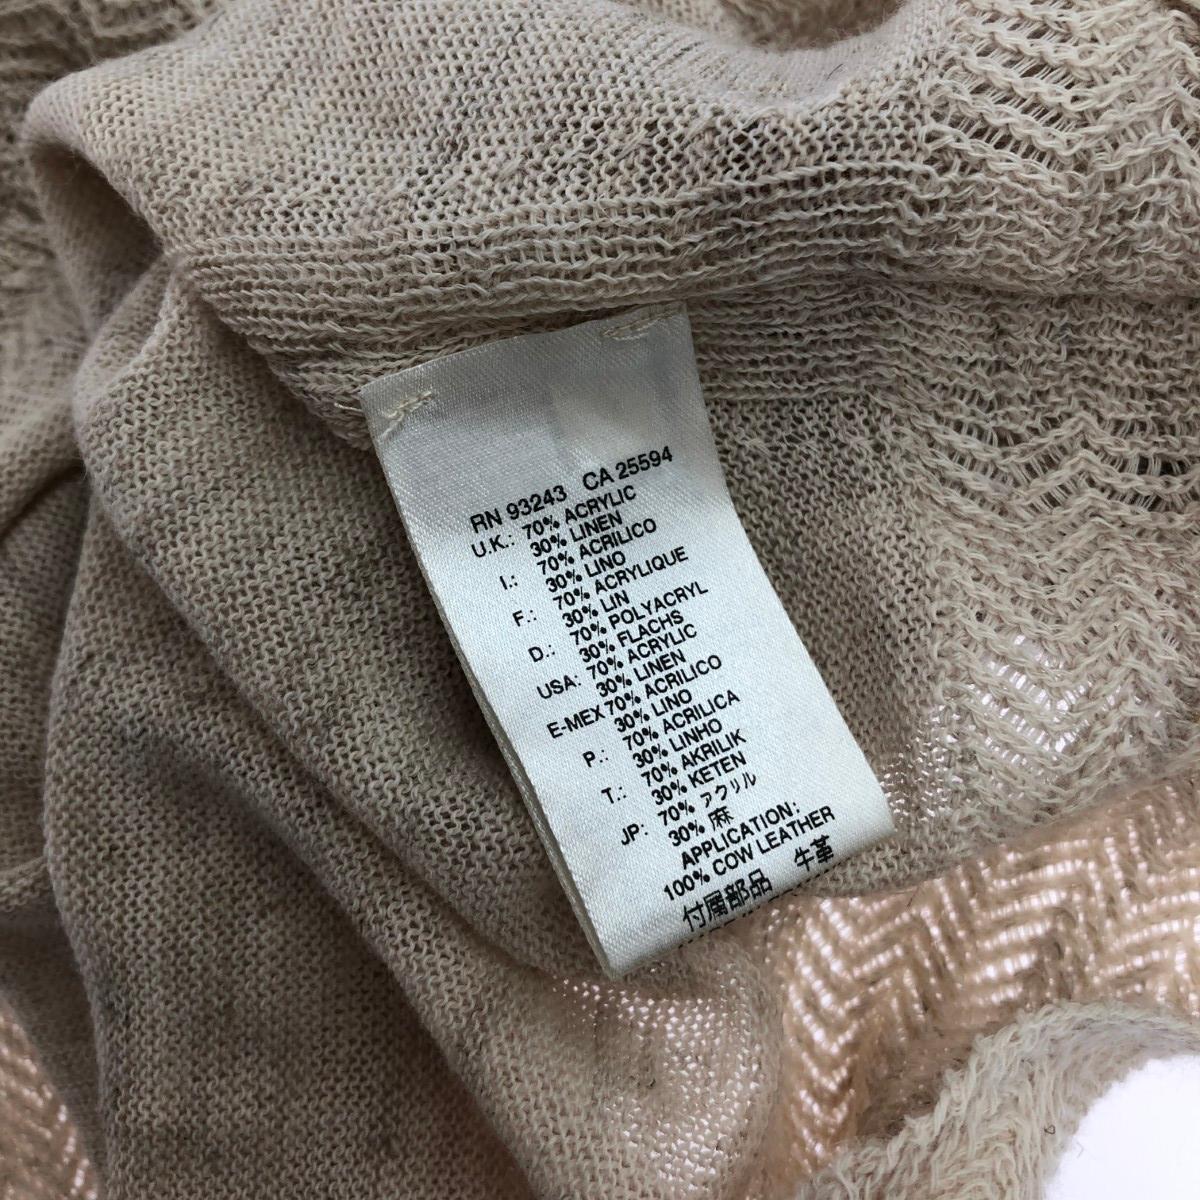 RN 93243 CA 25594
U.K.: 70% ACRYLIC
30% LINEN
I.: 70% ACRILICO
30% LINO
F.: 70% ACRYLIQUE
30% LIN
D.: 70% POLYACRYL
30% FLACHS
USA: 70% ACRYLIC
30% LINEN
E-MEX 70% ACRILICO
30% LINO
P.: 70% ACRILICA
30% LINHO
T.: 70% AKRILIK
30% KETEN
JP: 70% アクリル
30% 麻
APPLICATION:
100% COW LEATHER
付属部品 牛革